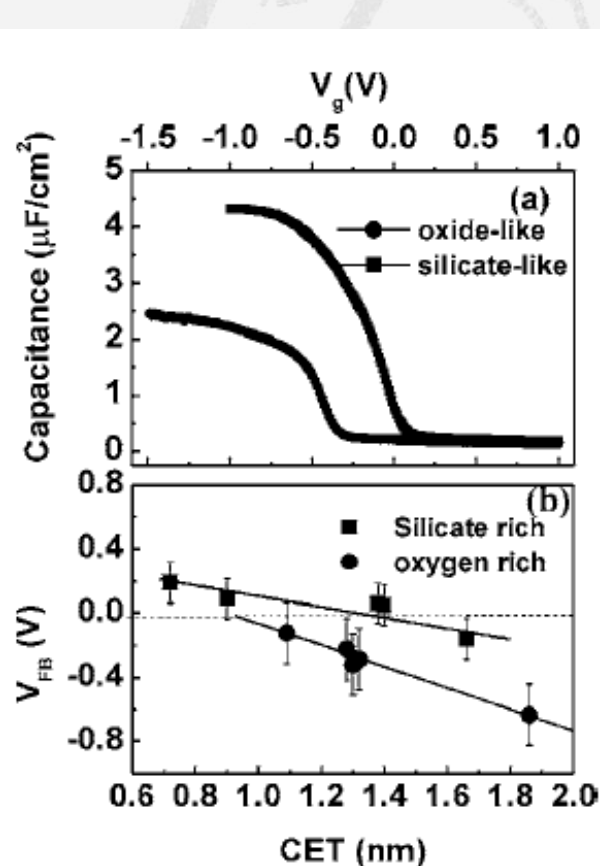 V_g(V)
-1.5 -1.0 -0.5 0.0 0.5 1.0
Capacitance (µF/cm²)
5
4
3
2
1
0
(a)
oxide-like
silicate-like
V_FB (V)
0.8
0.4
0.0
-0.4
-0.8
(b)
Silicate rich
oxygen rich
0.6 0.8 1.0 1.2 1.4 1.6 1.8 2.0
CET (nm)